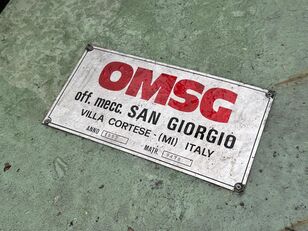 OMSG
off. mecc. SAN GIORGIO
VILLA CORTESE - (MI) ITALY
ANNO
MATR.